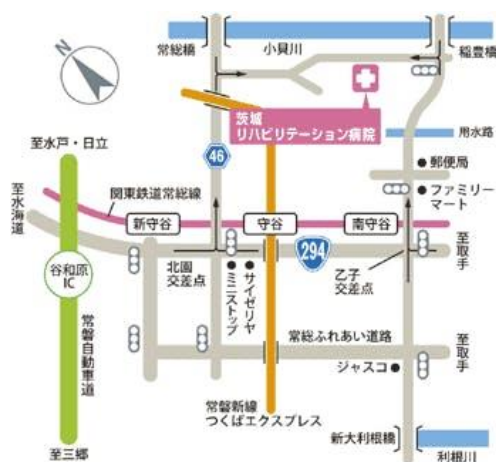 常総橋
小貝川
稲豊橋
N
茨城
リハビリテーション病院
46
用水路
至水戸・日立
郵便局
ファミリー
マート
至水海道
関東鉄道常総線
新守谷
守谷
南守谷
294
至取手
谷和原
IC
北園
交差点
ミニストップ
サイゼリヤ
乙子
交差点
常磐自動車道
常総ふれあい道路
至取手
ジャスコ
常磐新線
つくばエクスプレス
至三郷
新大利根橋
利根川